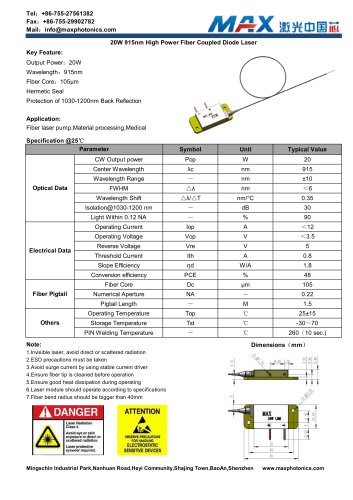 Tel: +86-755-27561382
Fax: +86-755-29902782
Mail: info@maxphotonics.com
MAX 激光中国芯
20W 915nm High Power Fiber Coupled Diode Laser
Key Feature:
Output Power: 20W
Wavelength: 915nm
Fiber Core: 105μm
Hermetic Seal
Protection of 1030-1200nm Back Reflection
Application:
Fiber laser pump,Material processing,Medical
Specification @25℃
Parameter Symbol Unit Typical Value
Optical Data
CW Output power Pop W 20
Center Wavelength λc nm 915
Wavelength Range － nm ±10
FWHM △λ nm ＜6
Wavelength Shift △λ/△T nm/°C 0.35
Isolation@1030-1200 nm － dB 30
Light Within 0.12 NA － % 90
Electrical Data
Operating Current Iop A ＜12
Operating Voltage Vop V ＜3.5
Reverse Voltage Vre V 5
Threshold Current Ith A 0.8
Slope Efficiency ηd W/A 1.8
Conversion efficiency PCE % 48
Fiber Pigtail
Fiber Core Dc μm 105
Numerical Aperture NA － 0.22
Pigtail Length － M 1.5
Others
Operating Temperature Top ℃ 25±15
Storage Temperature Tst ℃ -30~70
PIN Welding Temperature － ℃ 260（10 sec.)
Note:
1.Invisible laser, avoid direct or scattered radiation
2.ESD precautions must be taken
3.Avoid surge current by using stable current driver
4.Ensure fiber tip is cleaned before operation
5.Ensure good heat dissipation during operating
6.Laser module should operate according to specifications
7.Fiber bend radius should be bigger than 40mm
Dimensions（mm）
DANGER
Laser Radiation
Class 4.
Avoid eye or skin
exposure to direct or
scattered radiation.
Laser protective
eyewear required.
ATTENTION
OBSERVE PRECAUTIONS
FOR HANDLING
ELECTROSTATIC
SENSITIVE DEVICES
MAX
20W LINE
Mingschin Industrial Park,Nanhuan Road,Heyi Community,Shajing Town,BaoAn,Shenzhen www.maxphotonics.com